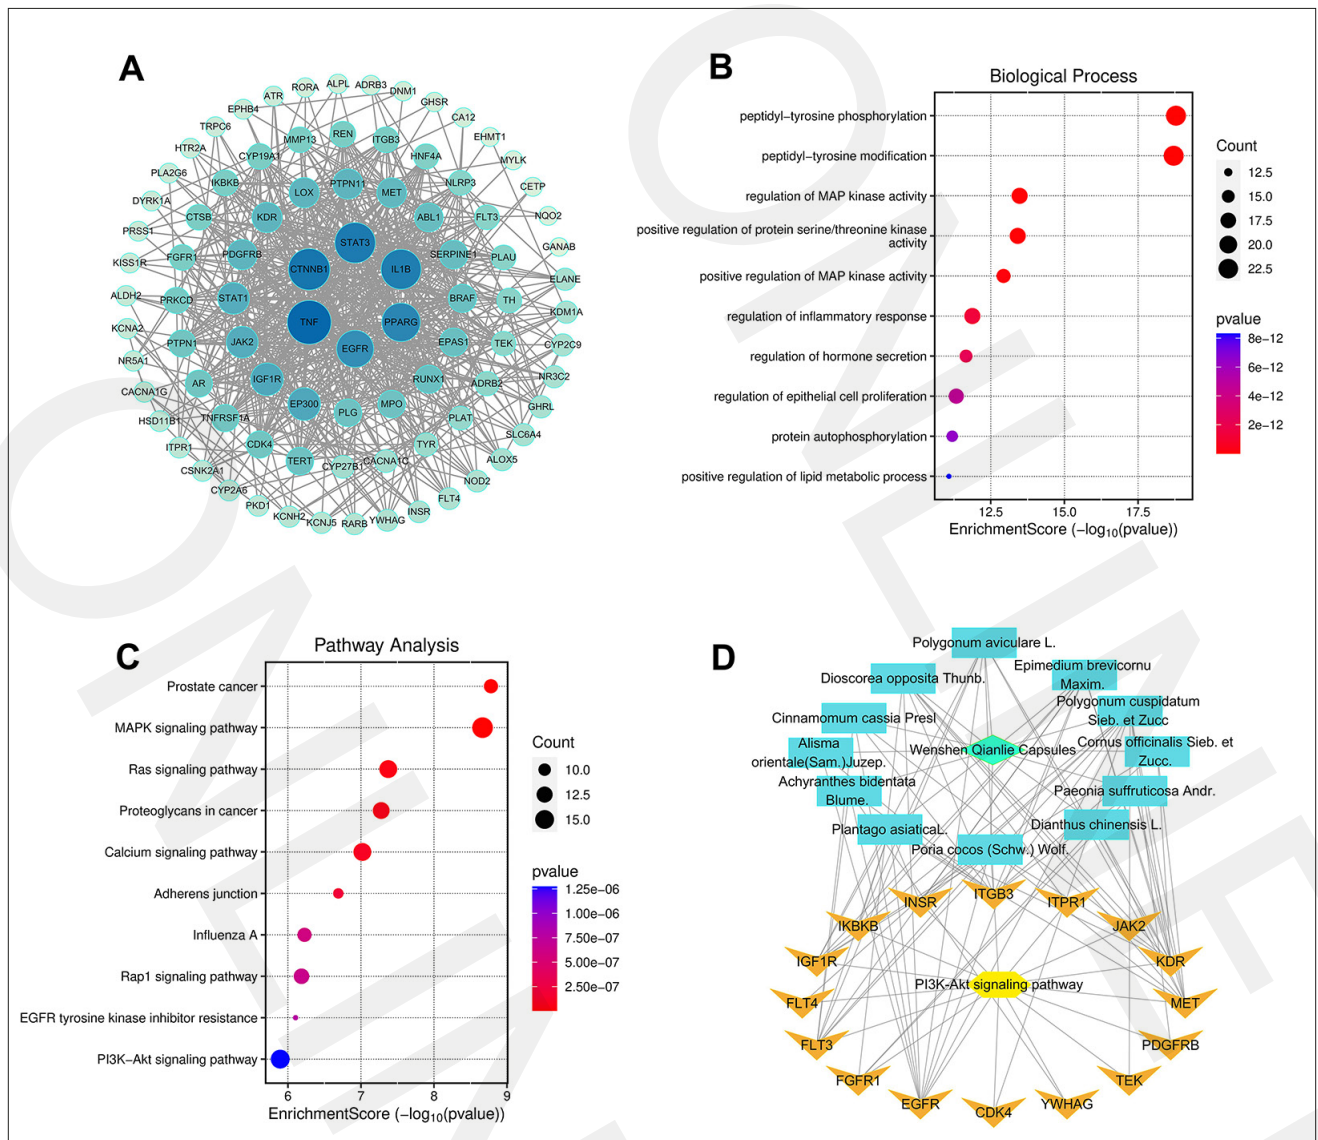 A
RORA
ALPL
ADRB3
DNM1
ATR
GHSR
EPHB4
CA12
TRPC6
MMP13
REN
ITGB3
EHMT1
HTR2A
CYP19A1
HNF4A
MYLK
PLA2G6
IKBKB
LOX
PTPN11
MET
NLRP3
CETP
DYRK1A
CTSB
KDR
ABL1
FLT3
NQO2
PRSS1
STAT3
GANAB
KISS1R
FGFR1
PDGFRB
CTNNB1
IL1B
SERPINE1
PLAU
ELANE
ALDH2
PRKCD
STAT1
BRAF
TH
KDM1A
KCNA2
TNF
PPARG
PTPN1
JAK2
EGFR
EPAS1
TEK
CYP2C9
NR5A1
CACNA1G
AR
IGF1R
RUNX1
ADRB2
NR3C2
HSD11B1
TNFRSF1A
EP300
PLG
MPO
PLAT
GHRL
ITPR1
CDK4
TYR
SLC6A4
CSNK2A1
TERT
CYP27B1
CACNA1C
ALOX5
CYP2A6
NOD2
PKD1
FLT4
KCNH2
KCNJ5
RARB
YWHAG
INSR
B
Biological Process
peptidyl−tyrosine phosphorylation
peptidyl−tyrosine modification
regulation of MAP kinase activity
positive regulation of protein serine/threonine kinase
activity
positive regulation of MAP kinase activity
regulation of inflammatory response
regulation of hormone secretion
regulation of epithelial cell proliferation
protein autophosphorylation
positive regulation of lipid metabolic process
12.5
15.0
17.5
EnrichmentScore (−log10(pvalue))
Count
12.5
15.0
17.5
20.0
22.5
pvalue
8e−12
6e−12
4e−12
2e−12
C
Pathway Analysis
Prostate cancer
MAPK signaling pathway
Ras signaling pathway
Proteoglycans in cancer
Calcium signaling pathway
Adherens junction
Influenza A
Rap1 signaling pathway
EGFR tyrosine kinase inhibitor resistance
PI3K−Akt signaling pathway
6
7
8
9
EnrichmentScore (−log10(pvalue))
Count
10.0
12.5
15.0
pvalue
1.25e−06
1.00e−06
7.50e−07
5.00e−07
2.50e−07
D
Polygonum aviculare L.
Dioscorea opposita Thunb.
Epimedium brevicornu
Maxim.
Cinnamomum cassia Presl
Polygonum cuspidatum
Sieb. et Zucc
Alisma
orientale(Sam.)Juzep.
Wenshen Qianlie Capsules
Cornus officinalis Sieb. et
Zucc.
Achyranthes bidentata
Blume.
Paeonia suffruticosa Andr.
Plantago asiaticaL.
Dianthus chinensis L.
Poria cocos (Schw.) Wolf.
INSR
ITGB3
ITPR1
IKBKB
JAK2
IGF1R
KDR
PI3K-Akt signaling pathway
FLT4
MET
FLT3
PDGFRB
FGFR1
TEK
EGFR
CDK4
YWHAG
ONLINE
ONLINE